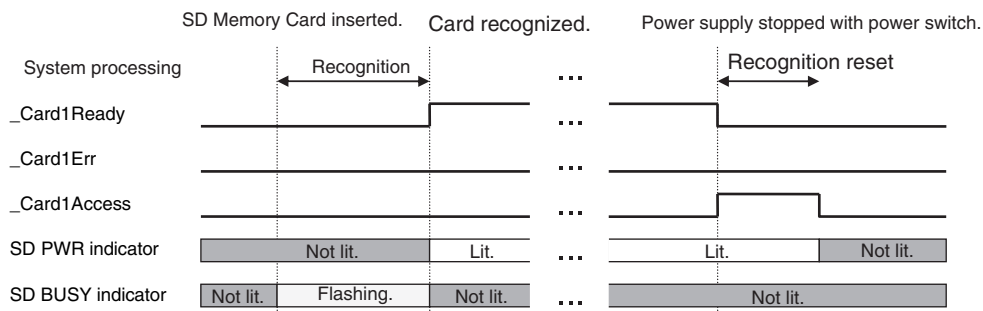 SD Memory Card inserted. Card recognized. Power supply stopped with power switch.
System processing Recognition ... Recognition reset
_Card1Ready ...
_Card1Err ...
_Card1Access ...
SD PWR indicator Not lit. Lit. ... Lit. Not lit.
SD BUSY indicator Not lit. Flashing. Not lit. ... Not lit.